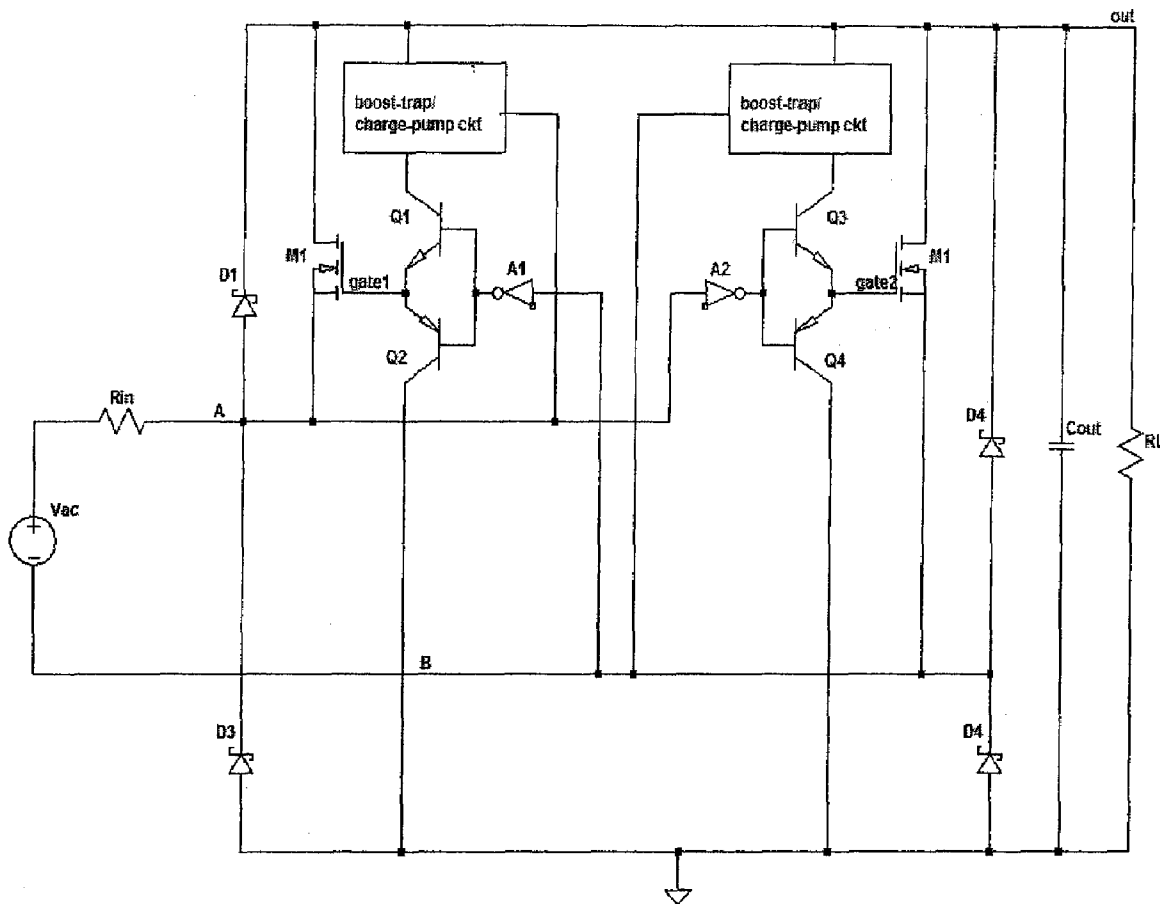 out
boost-trap/
charge-pump ckt
boost-trap/
charge-pump ckt
Q1
Q3
M1
A1
A2
M1
D1
gate1
gate2
Q2
Q4
Rin
A
D4
Cout
RL
Vac
B
D3
D4